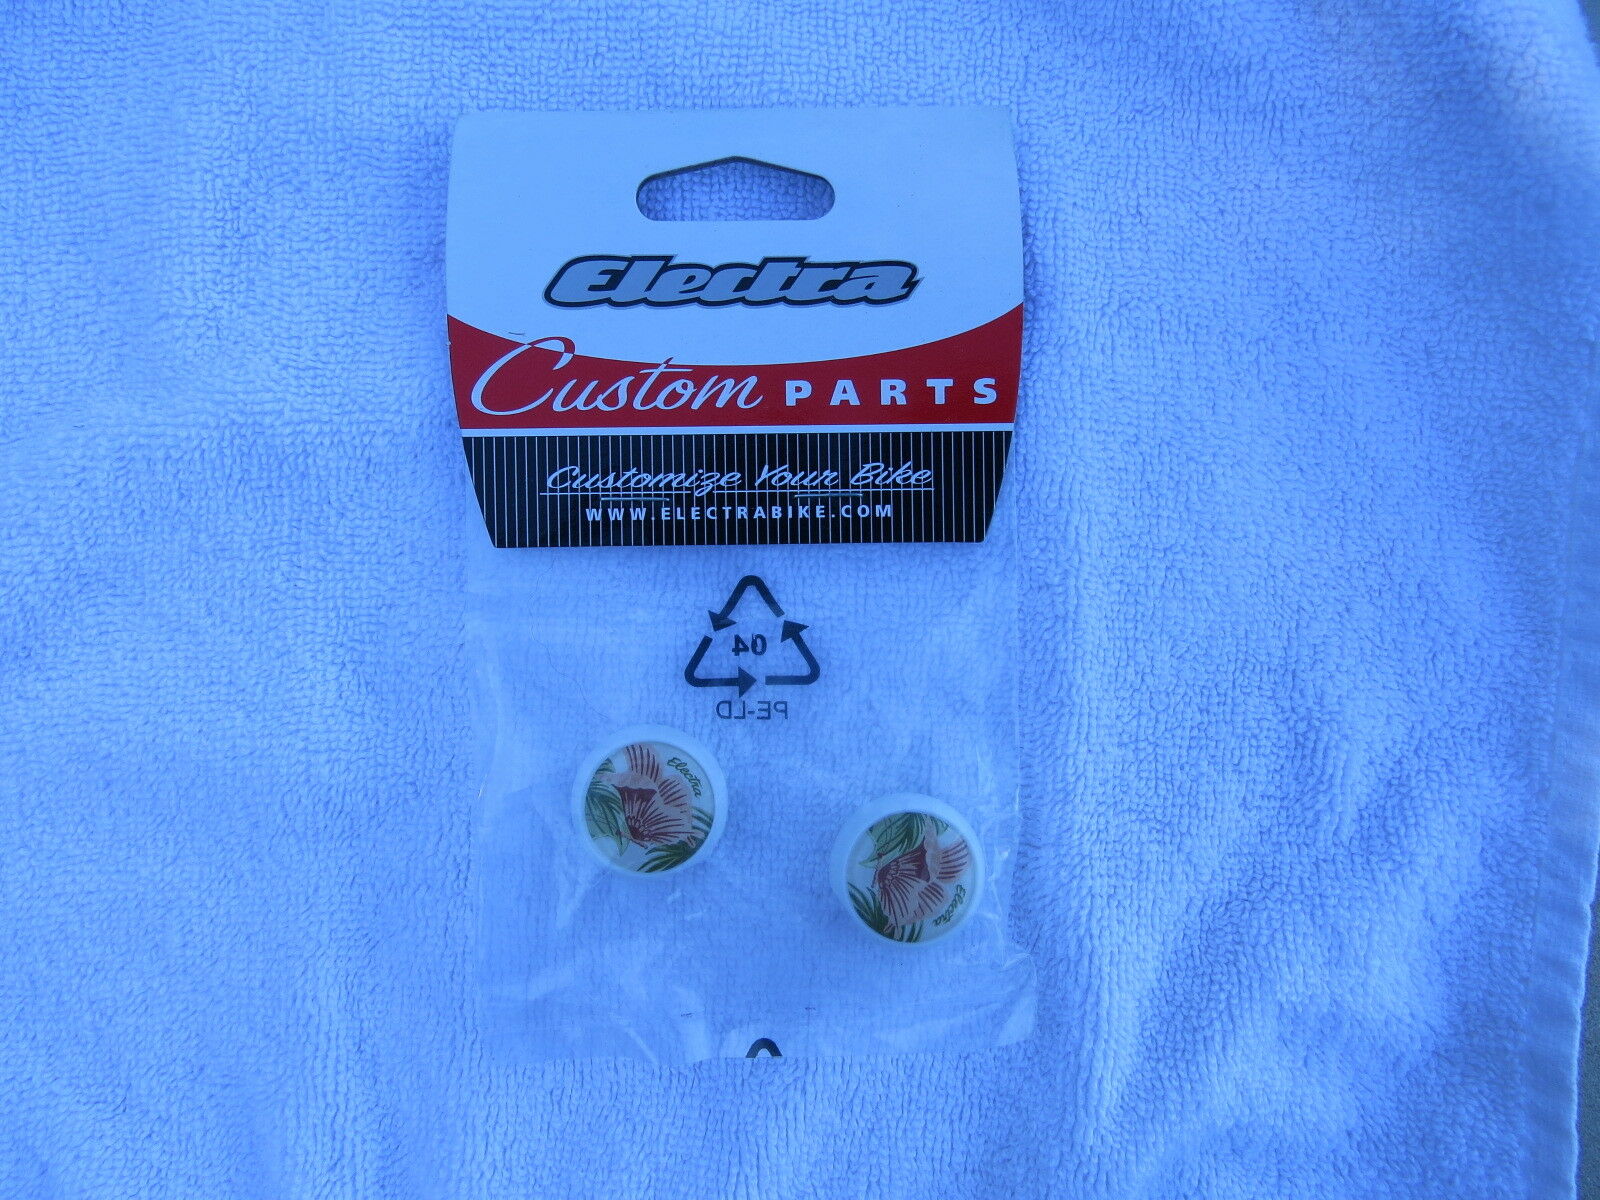 Electra
Custom PARTS
Customize Your Bike
WWW.ELECTRABIKE.COM
04
PE-LD
Electra
Electra